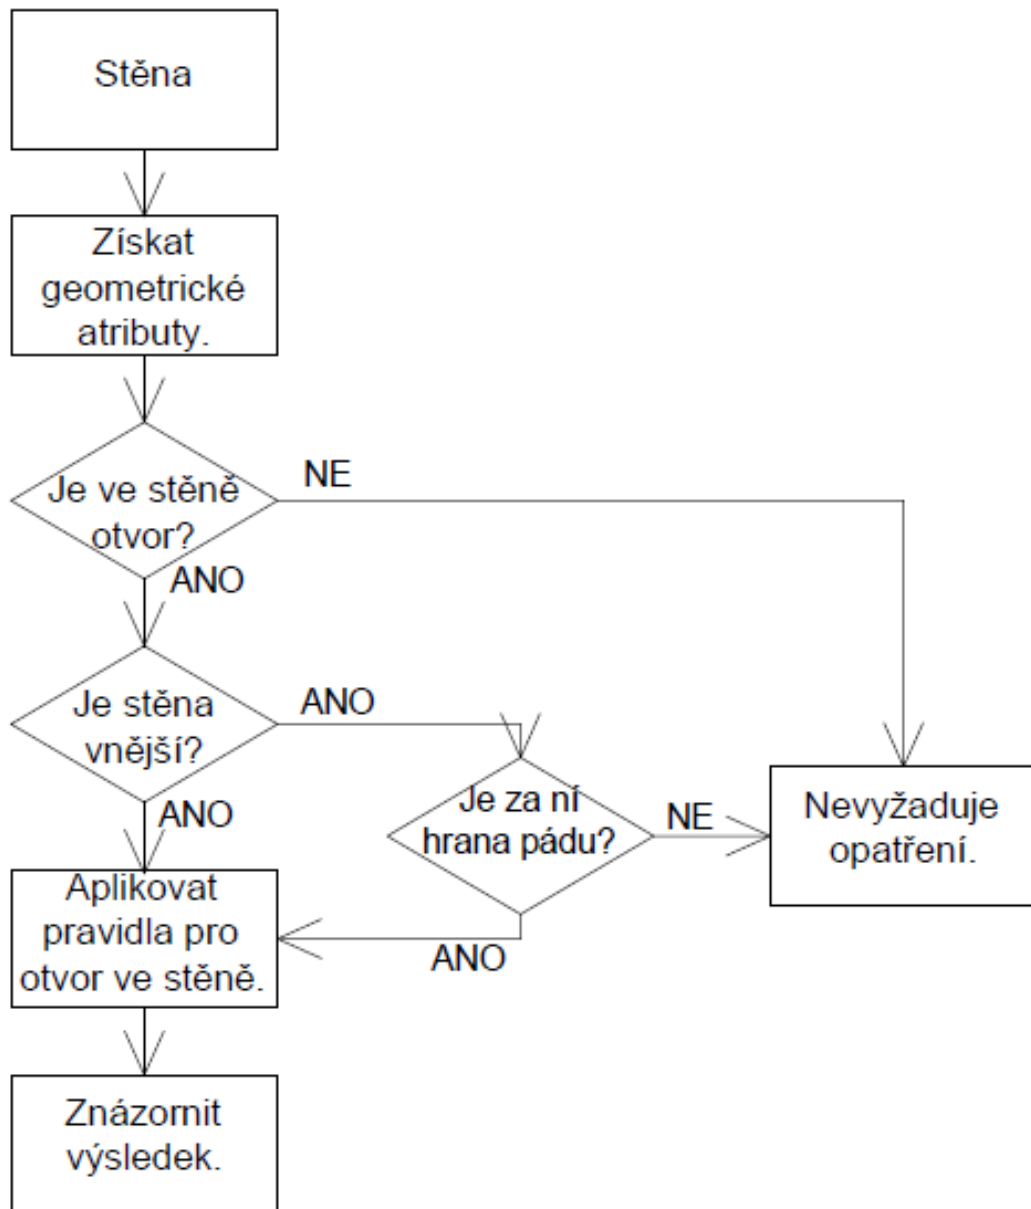 Stěna
Získat
geometrické
atributy.
Je ve stěně
otvor?
NE
ANO
Je stěna
vnější?
ANO
ANO
Je za ní
hrana pádu?
NE
ANO
Nevyžaduje
opatření.
Aplikovat
pravidla pro
otvor ve stěně.
Znázornit
výsledek.